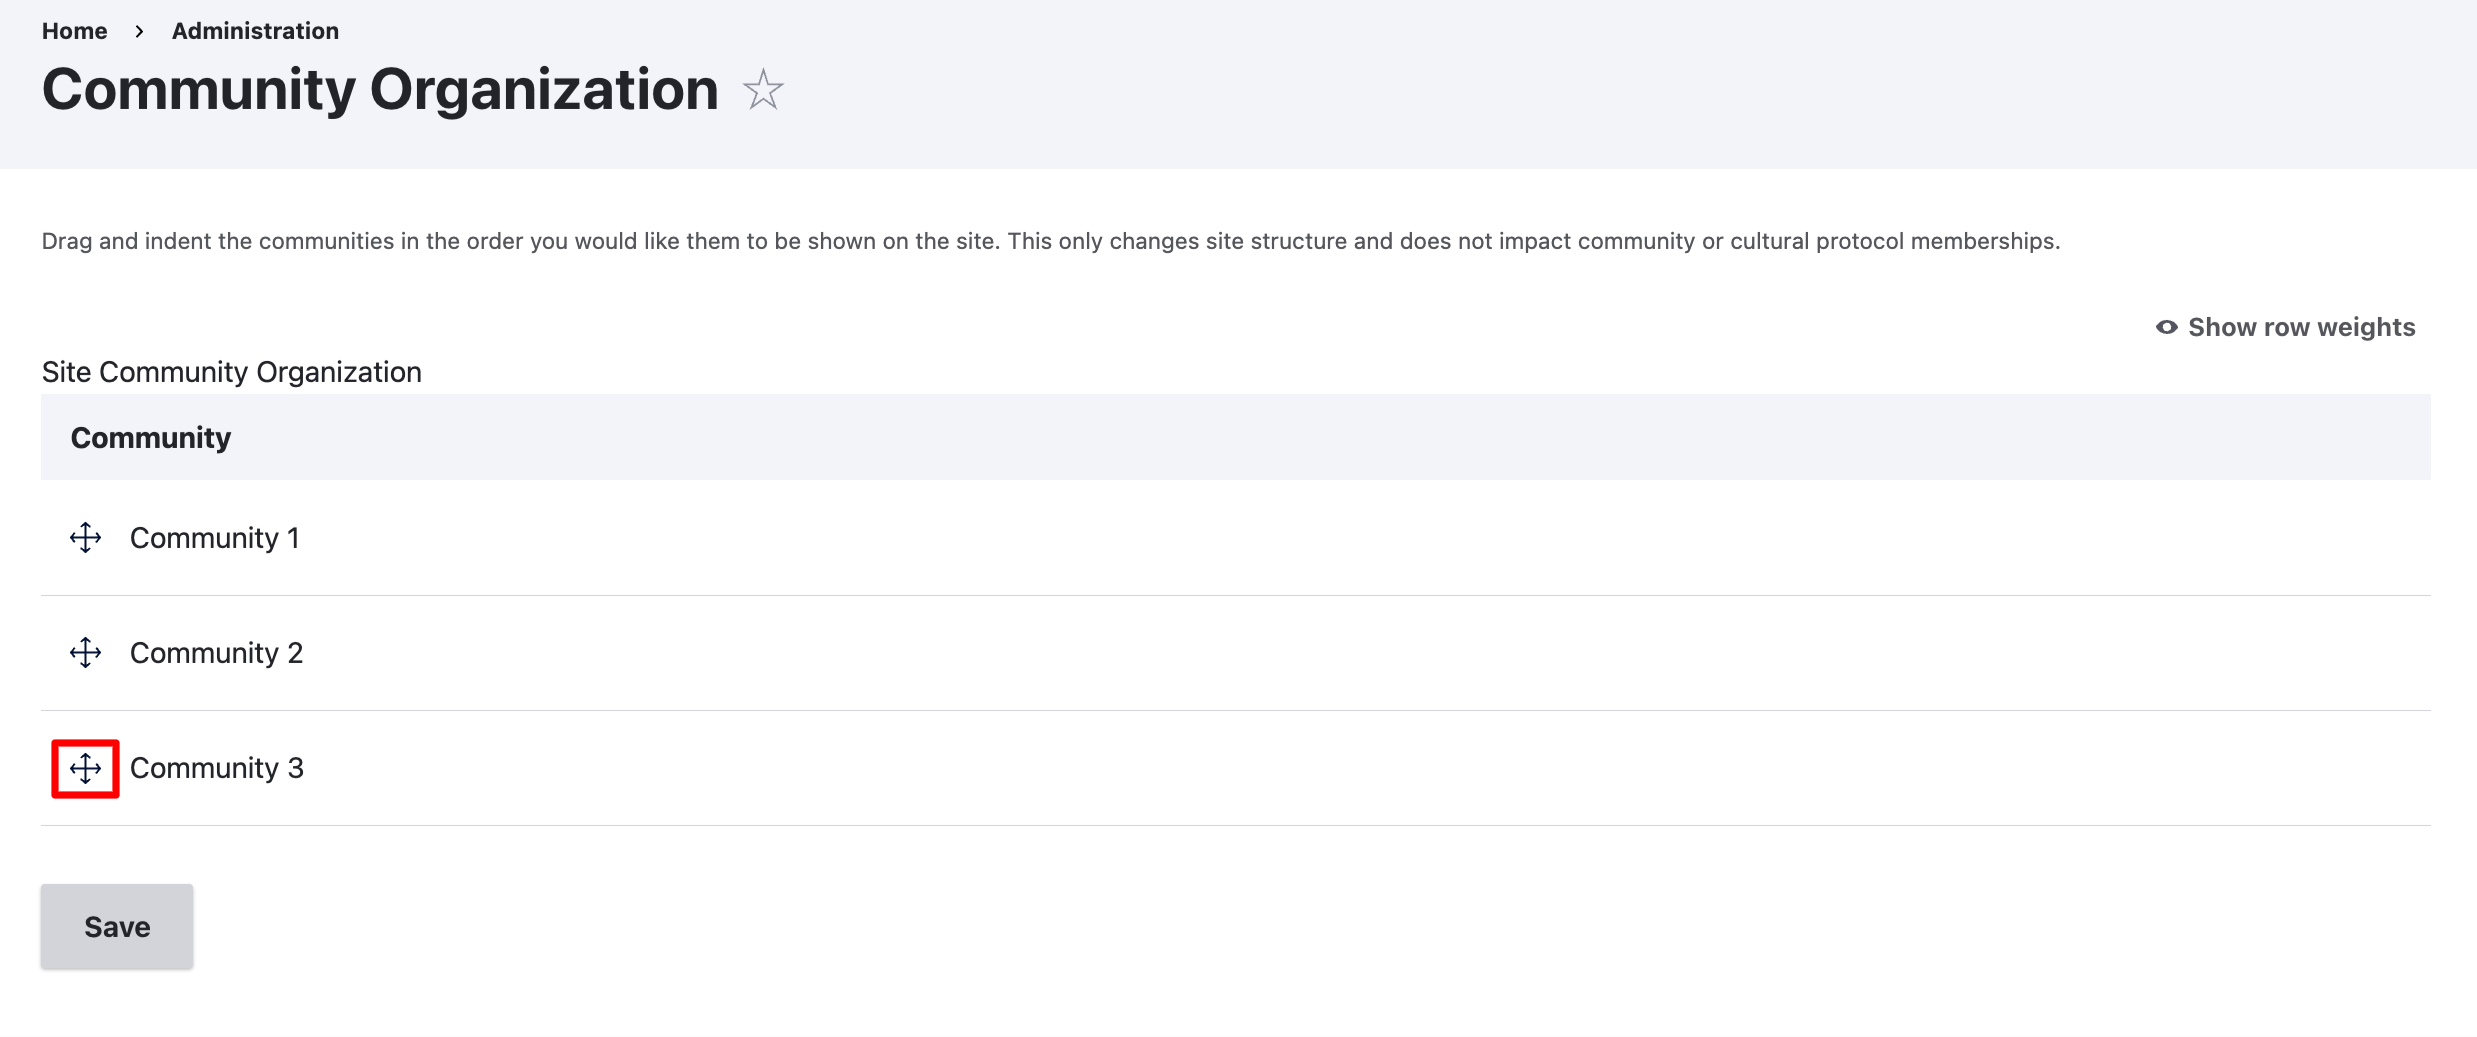 Home > Administration
Community Organization
Drag and indent the communities in the order you would like them to be shown on the site. This only changes site structure and does not impact community or cultural protocol memberships.
Show row weights
Site Community Organization
Community
Community 1
Community 2
Community 3
Save